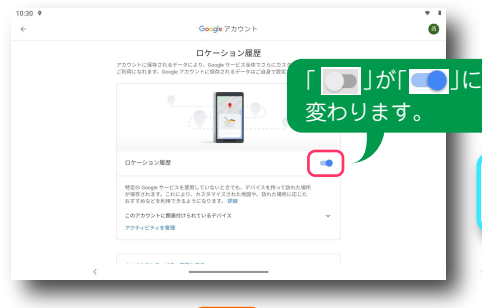 10:30
Google アカウント
西
ロケーション履歴
アカウントに保存されるデータにより、Google サービス全体でさらにカスタ
ご利用になれます。Google アカウントに保存されるデータはご自身で設定
「 」が「 」に
変わります。
ロケーション履歴
特定の Google サービスを使用していないときでも、デバイスを持って訪れた場所
が保存されます。これにより、カスタマイズされた地図や、訪れた場所に応じた
おすすめなどを利用できるようになります。 詳細
このアカウントに関連付けられているデバイス
アクティビティを管理